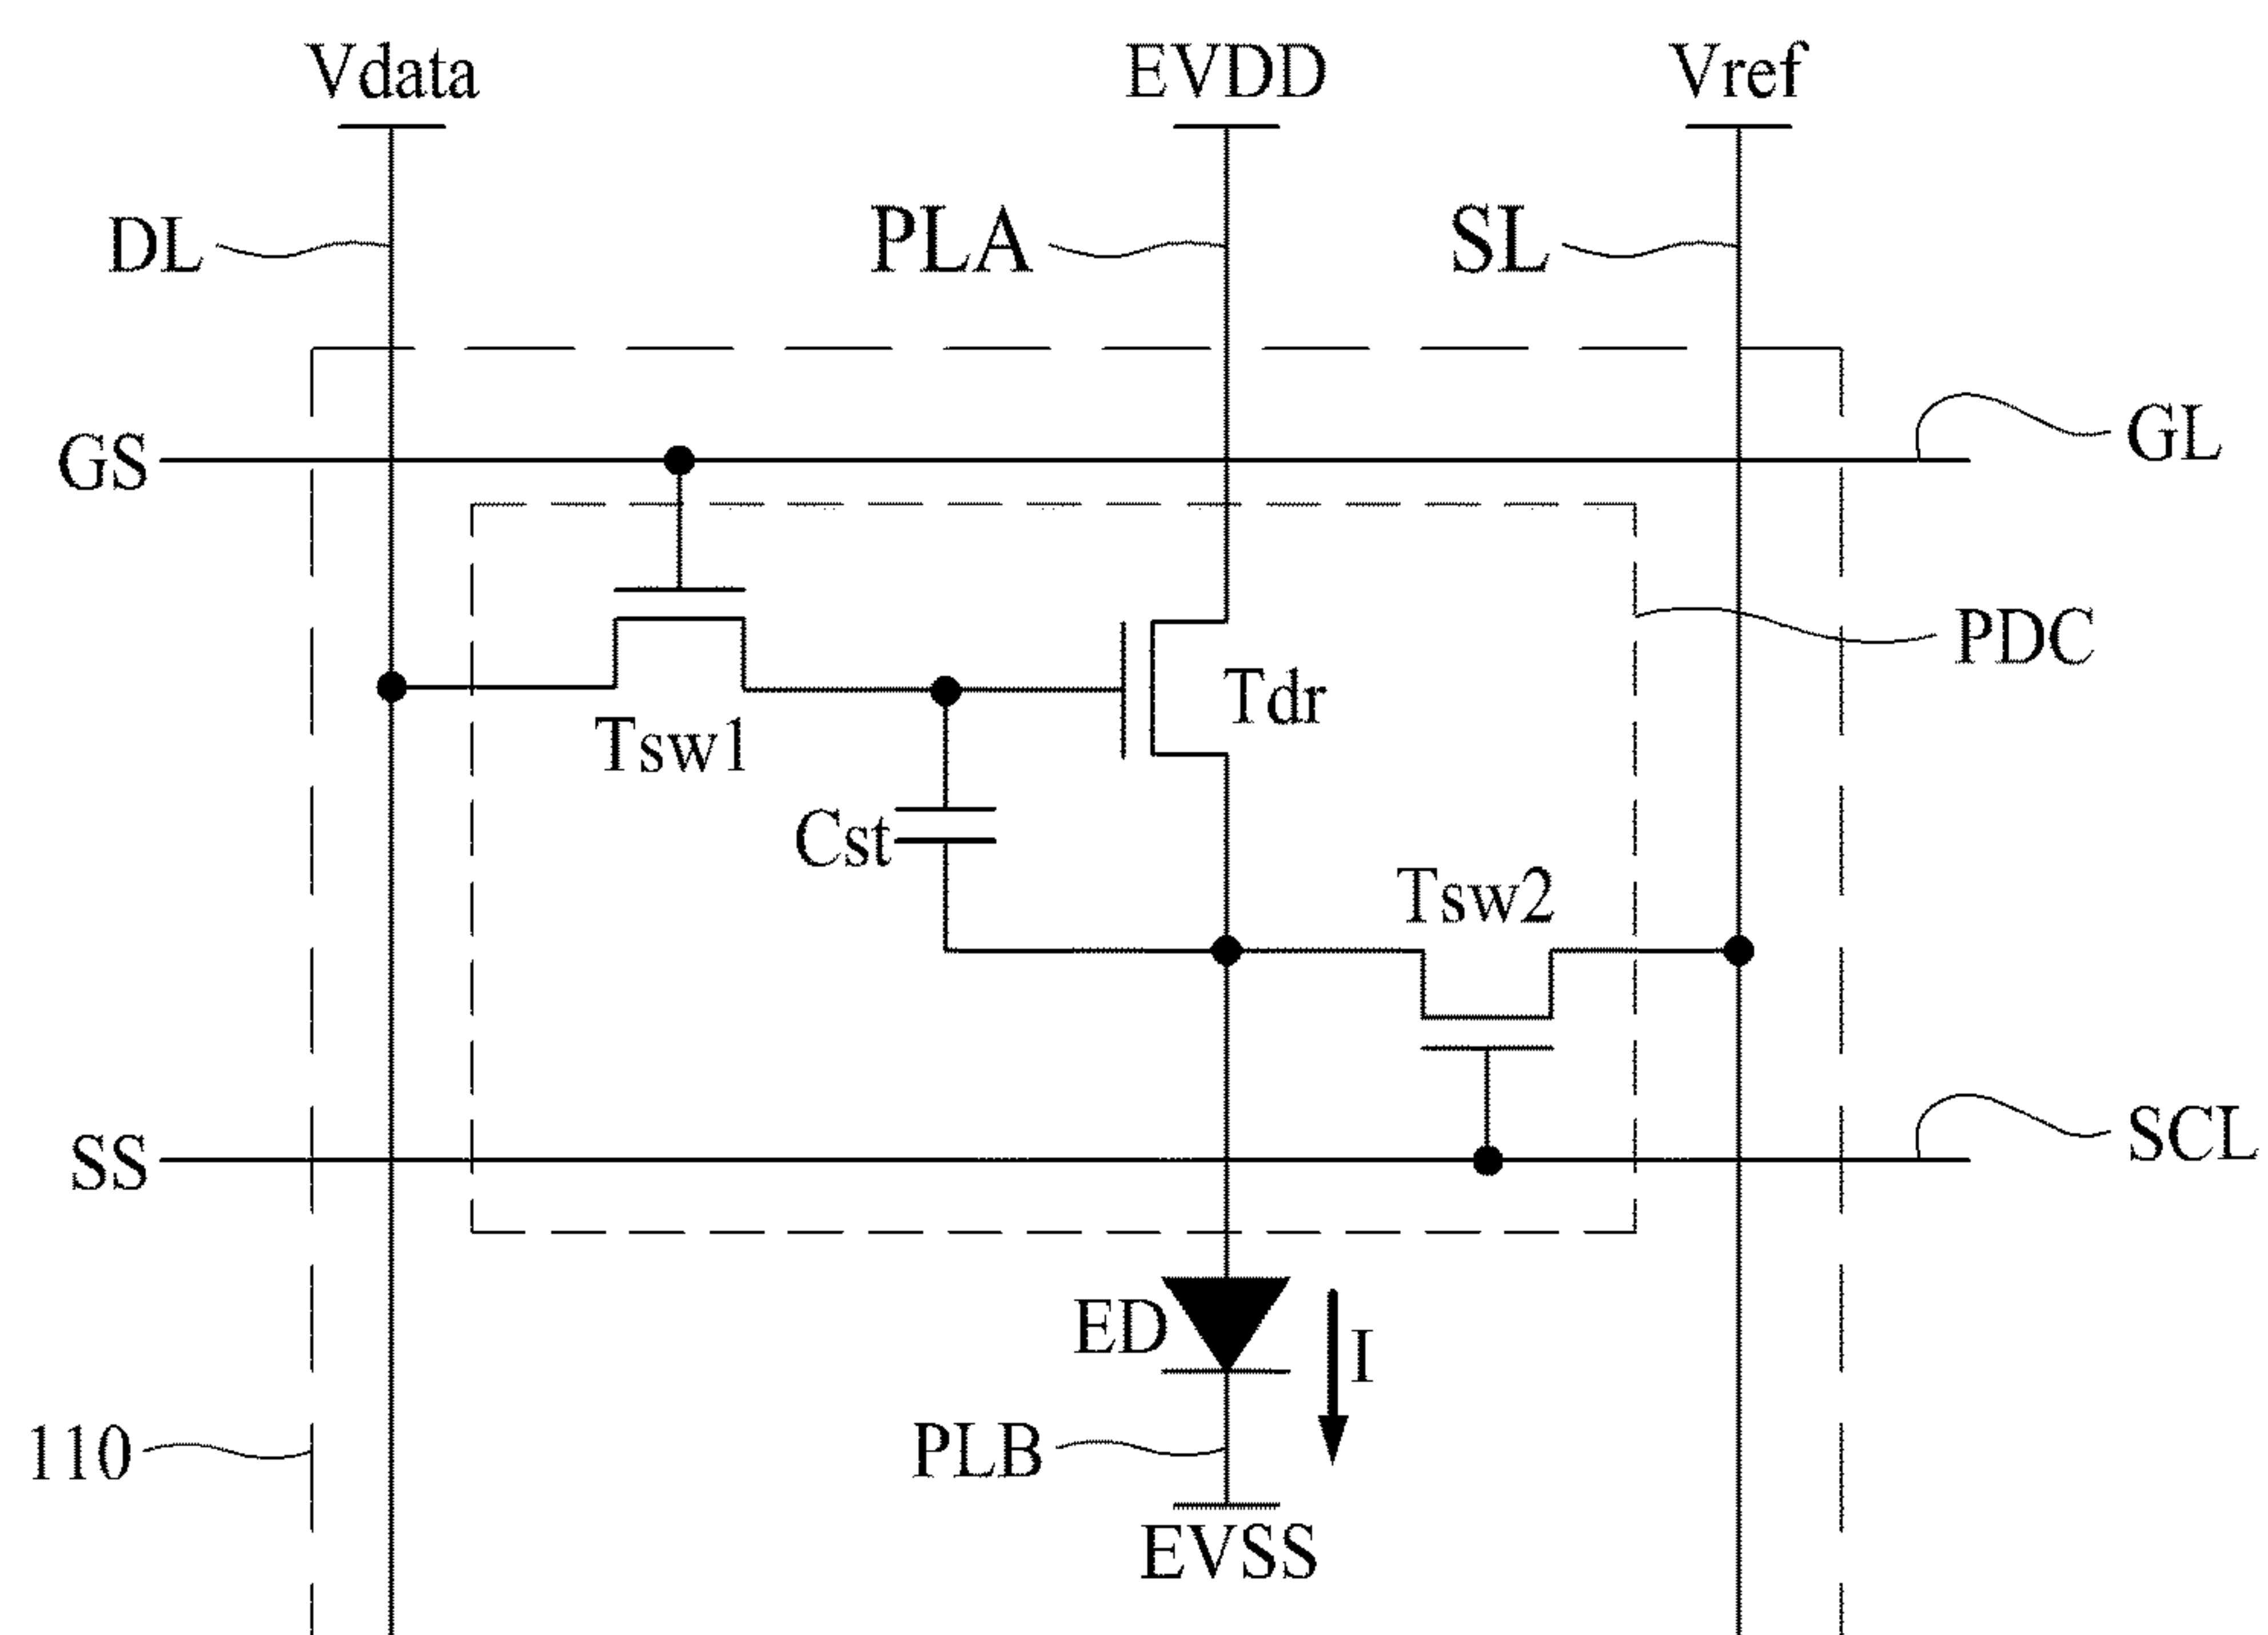 Vdata EVDD Vref
DL PLA SL
GS GL
PDC
Tdr
Tsw1
Cst
Tsw2
SS SCL
ED I
110 PLB
EVSS